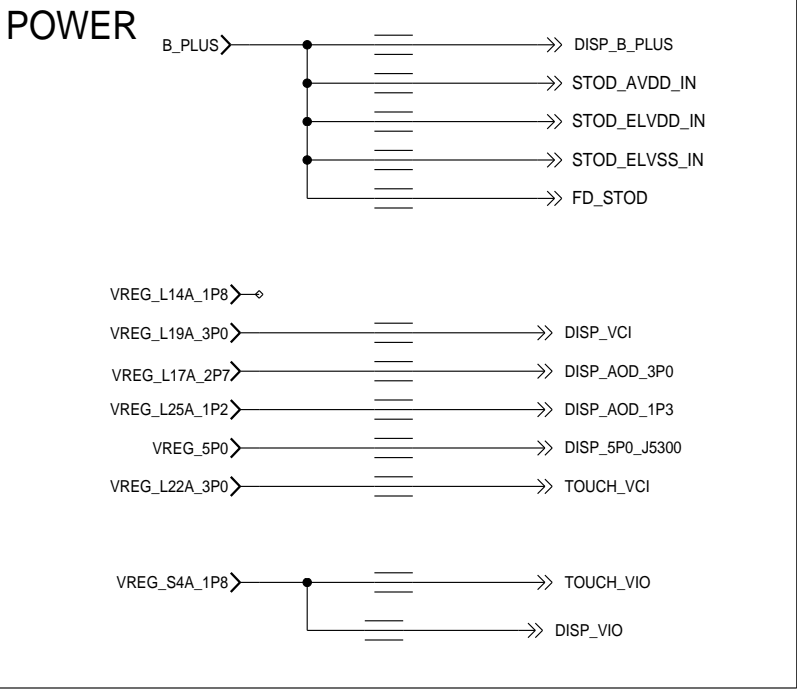 POWER
B_PLUS
DISP_B_PLUS
STOD_AVDD_IN
STOD_ELVDD_IN
STOD_ELVSS_IN
FD_STOD
VREG_L14A_1P8
VREG_L19A_3P0
DISP_VCI
VREG_L17A_2P7
DISP_AOD_3P0
VREG_L25A_1P2
DISP_AOD_1P3
VREG_5P0
DISP_5P0_J5300
VREG_L22A_3P0
TOUCH_VCI
VREG_S4A_1P8
TOUCH_VIO
DISP_VIO